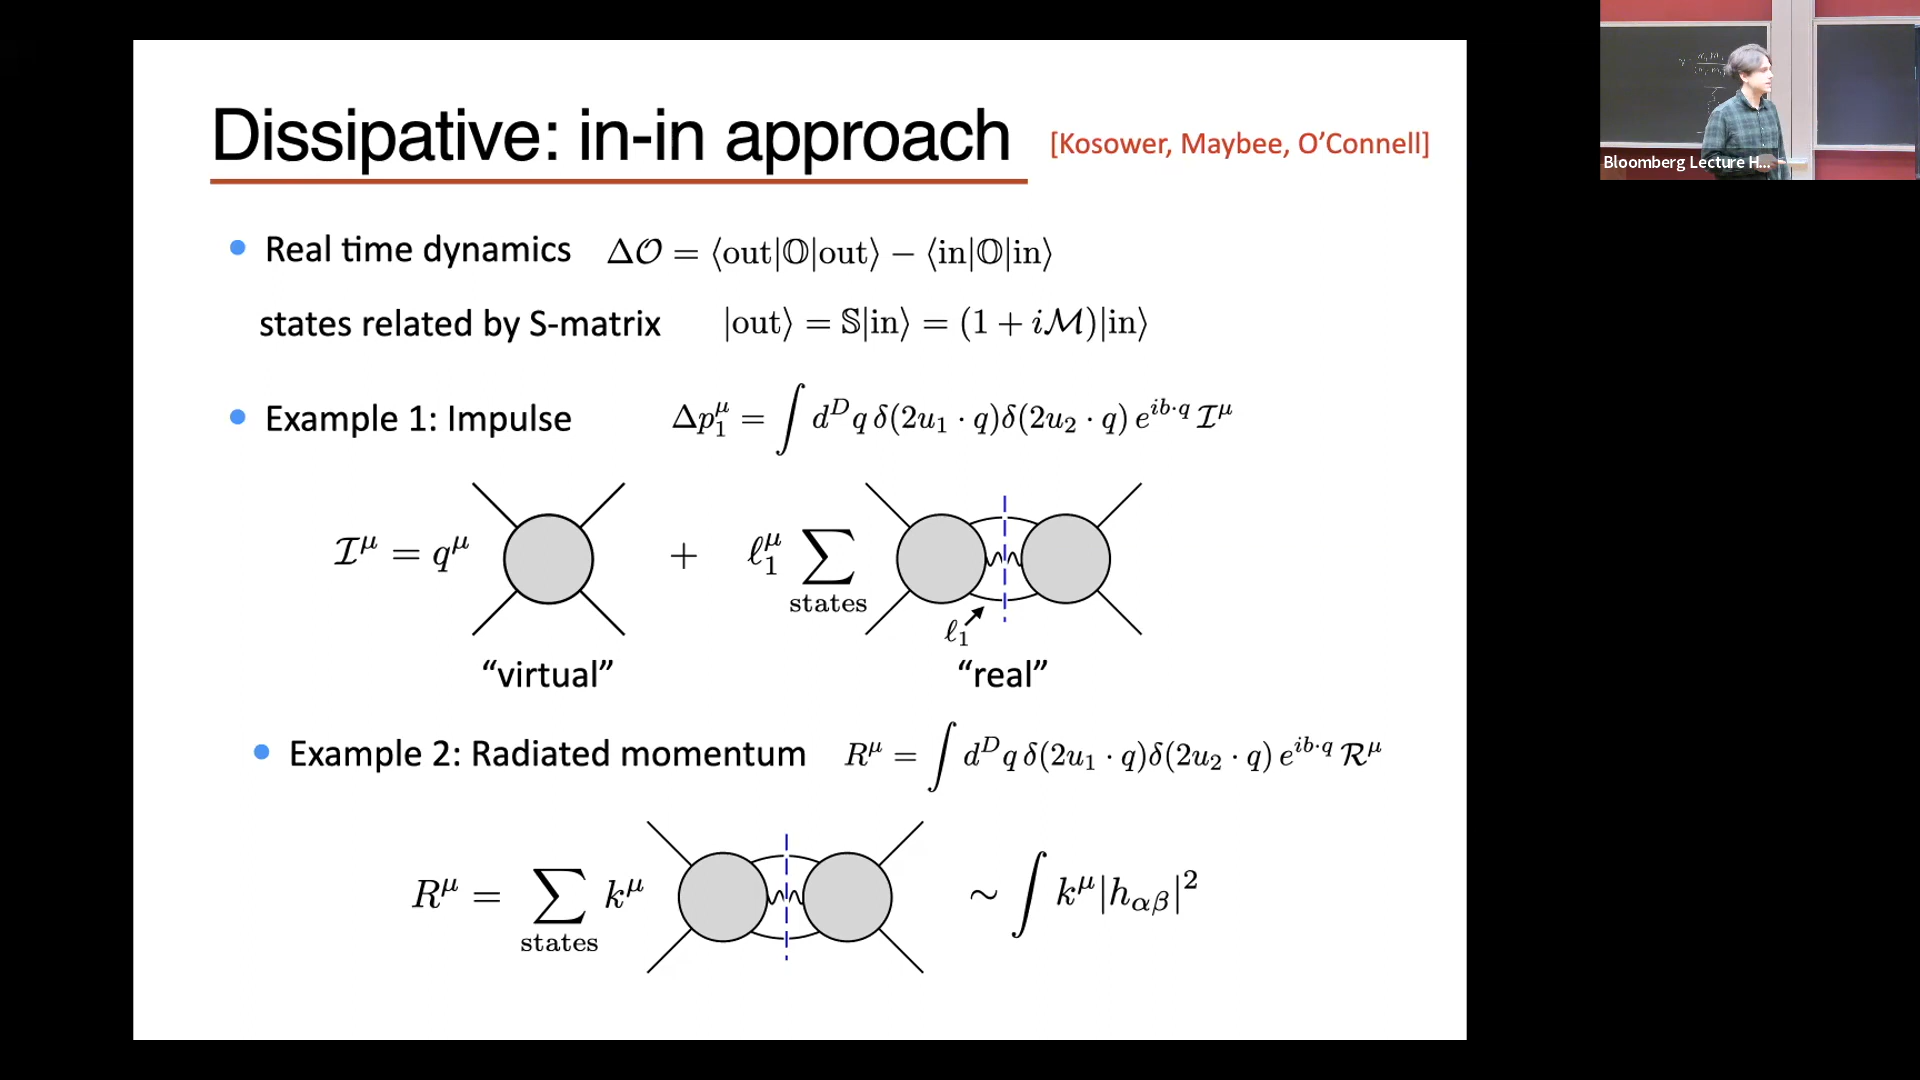 Dissipative: in-in approach [Kosower, Maybee, O'Connell]
Real time dynamics ΔO = ⟨out|𝕆|out⟩ − ⟨in|𝕆|in⟩
states related by S-matrix |out⟩ = 𝕊|in⟩ = (1 + iM)|in⟩
Example 1: Impulse Δp₁^μ = ∫ d^D q δ(2u₁ · q)δ(2u₂ · q) e^{ib·q} I^μ
I^μ = q^μ + ℓ₁^μ ∑ states
ℓ₁
“virtual” “real”
Example 2: Radiated momentum R^μ = ∫ d^D q δ(2u₁ · q)δ(2u₂ · q) e^{ib·q} R^μ
R^μ = ∑ states k^μ ∼ ∫ k^μ|h_{αβ}|²
Bloomberg Lecture H...